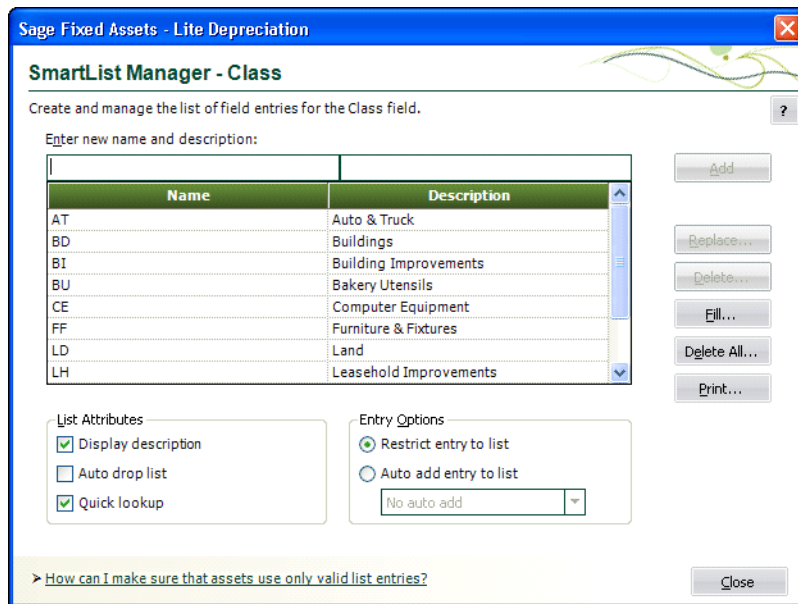 Sage Fixed Assets - Lite Depreciation
SmartList Manager - Class
Create and manage the list of field entries for the Class field.
?
Enter new name and description:
Add
Name Description
AT Auto & Truck
BD Buildings
BI Building Improvements
BU Bakery Utensils
CE Computer Equipment
FF Furniture & Fixtures
LD Land
LH Leasehold Improvements
Replace...
Delete...
Fill...
Delete All...
Print...
List Attributes
Display description
Auto drop list
Quick lookup
Entry Options
Restrict entry to list
Auto add entry to list
No auto add
➤ How can I make sure that assets use only valid list entries?
Close